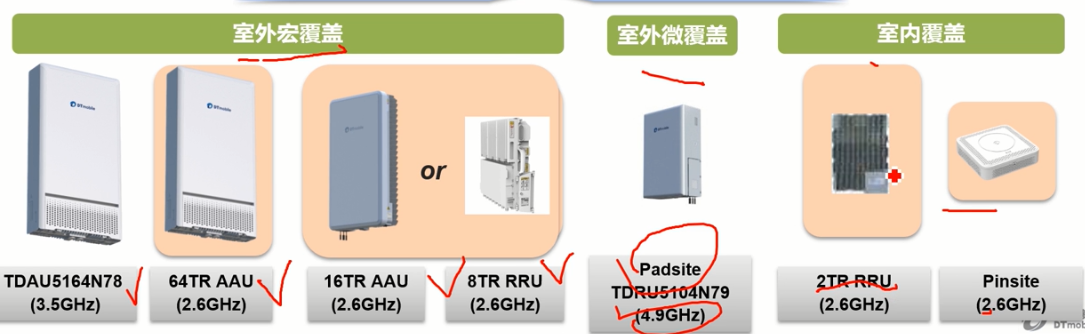 室外宏覆盖
室外微覆盖
室内覆盖
DTmobile
DTmobile
or
TDAU5164N78
(3.5GHz)
64TR AAU
(2.6GHz)
16TR AAU
(2.6GHz)
8TR RRU
(2.6GHz)
Padsite
TDRU5104N79
(4.9GHz)
2TR RRU
(2.6GHz)
Pinsite
(2.6GHz)